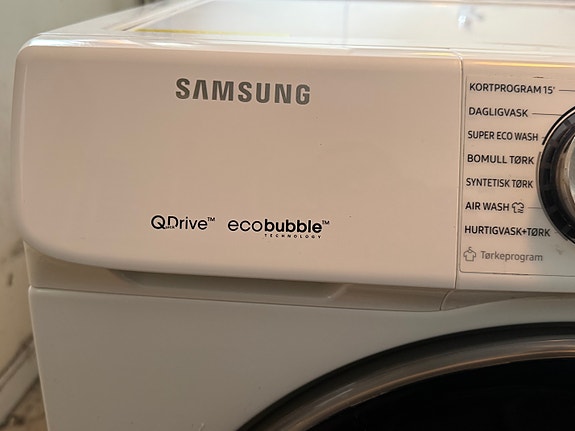 SAMSUNG
QDrive™ ecobubble™
TECHNOLOGY
KORTPROGRAM 15'
DAGLIGVASK
SUPER ECO WASH
BOMULL TØRK
SYNTETISK TØRK
AIR WASH
HURTIGVASK+TØRK
Tørkeprogram